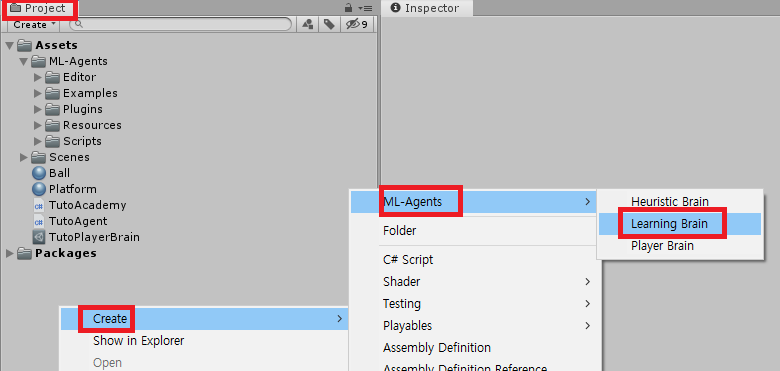 Project
Inspector
Create
9
Assets
ML-Agents
Editor
Examples
Plugins
Resources
Scripts
Scenes
Ball
Platform
TutoAcademy
TutoAgent
TutoPlayerBrain
Packages
Create
Show in Explorer
Open
ML-Agents
Folder
C# Script
Shader
Testing
Playables
Assembly Definition
Assembly Definition Reference
Heuristic Brain
Learning Brain
Player Brain